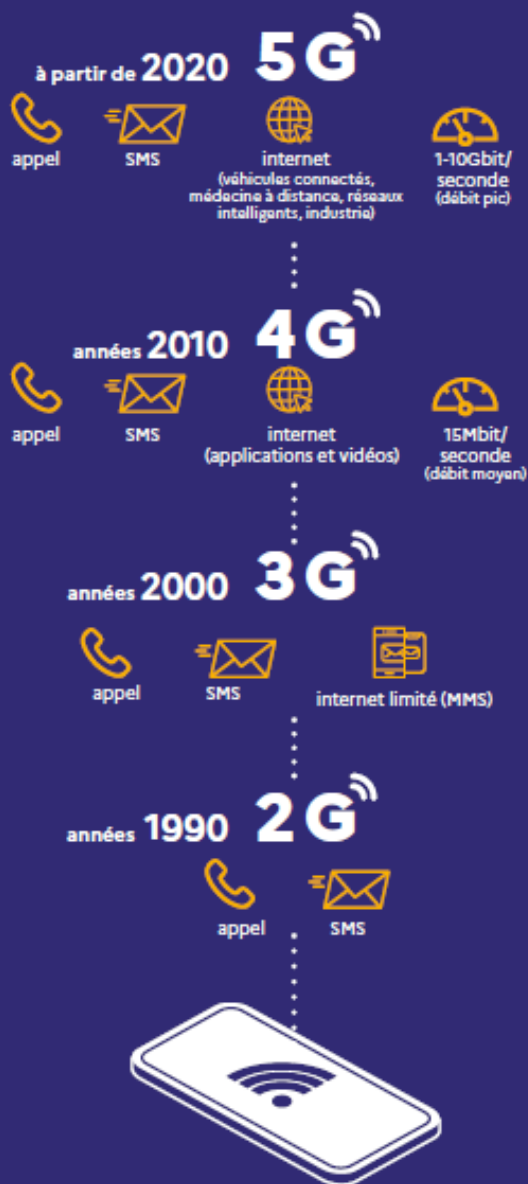 à partir de 2020 5G
appel
SMS
internet
(véhicules connectés,
médecine à distance, réseaux
intelligents, industrie)
1-10Gbit/
seconde
(débit pic)
années 2010 4G
appel
SMS
internet
(applications et vidéos)
15Mbit/
seconde
(débit moyen)
années 2000 3G
appel
SMS
internet limité (MMS)
années 1990 2G
appel
SMS